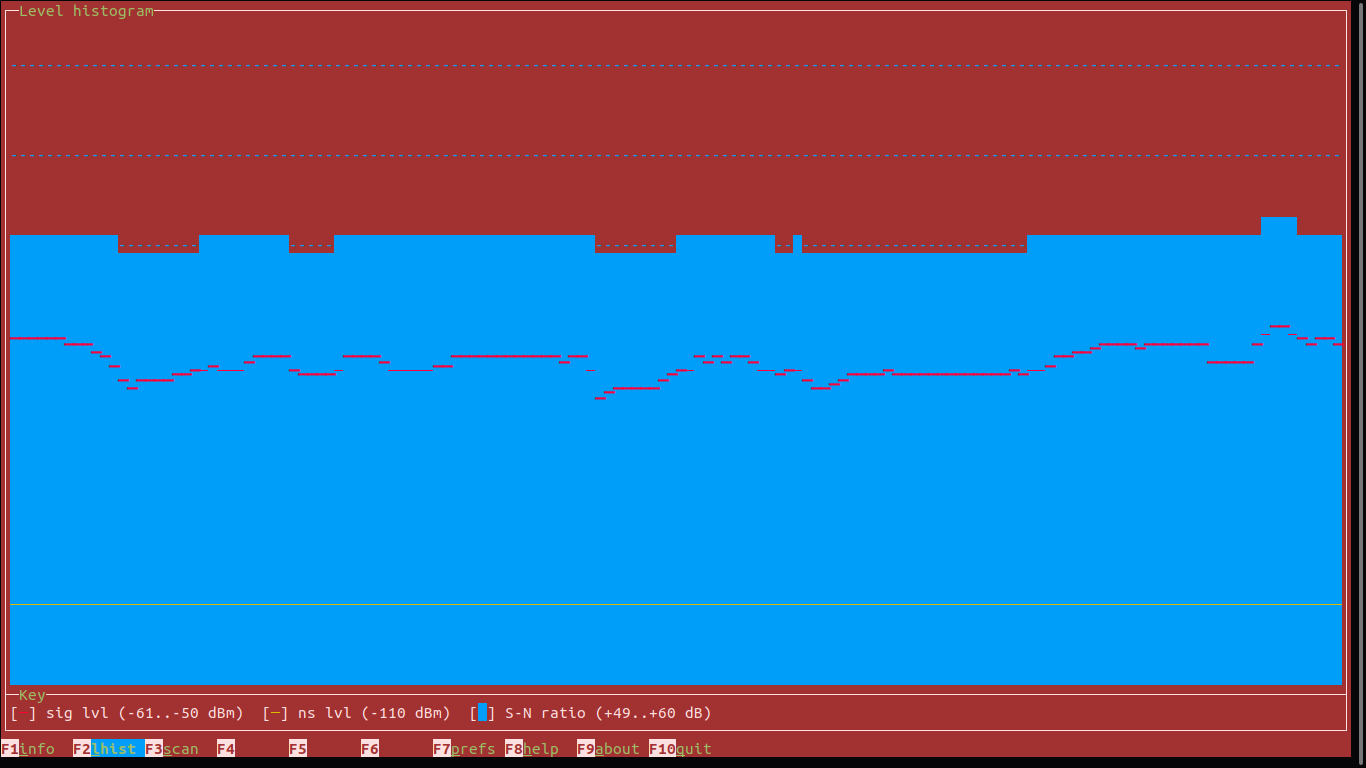 Level histogram
Key
[─] sig lvl (-61..-50 dBm)  [─] ns lvl (-110 dBm)  [█] S-N ratio (+49..+60 dB)
F1info  F2lhist F3scan  F4      F5      F6      F7prefs F8help  F9about F10quit